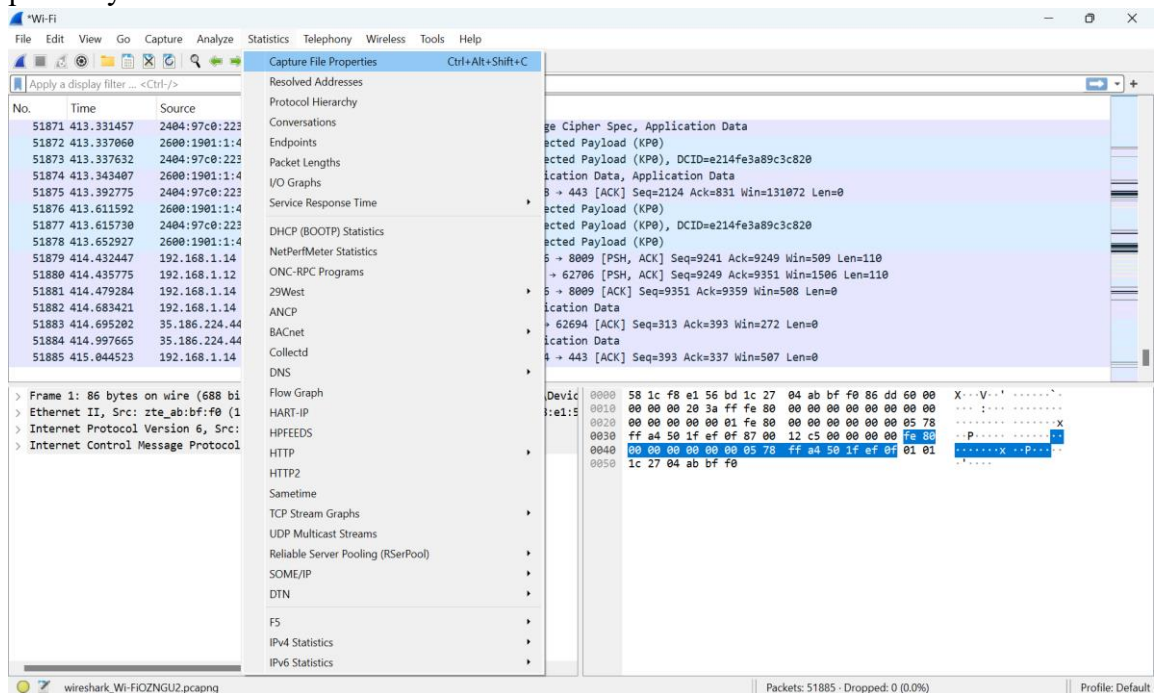 *Wi-Fi
File Edit View Go Capture Analyze Statistics Telephony Wireless Tools Help
Apply a display filter ... <Ctrl-/>
No. Time Source
51871 413.331457 2404:97c0:223 ge Cipher Spec, Application Data
51872 413.337060 2600:1901:1:4 ected Payload (KP0)
51873 413.337632 2404:97c0:223 ected Payload (KP0), DCID=e214fe3a89c3c820
51874 413.343407 2600:1901:1:4 ication Data, Application Data
51875 413.392775 2404:97c0:223 3 → 443 [ACK] Seq=2124 Ack=831 Win=131072 Len=0
51876 413.611592 2600:1901:1:4 ected Payload (KP0)
51877 413.615730 2404:97c0:223 ected Payload (KP0), DCID=e214fe3a89c3c820
51878 413.652927 2600:1901:1:4 ected Payload (KP0)
51879 414.432447 192.168.1.14 5 → 8009 [PSH, ACK] Seq=9241 Ack=9249 Win=509 Len=110
51880 414.435775 192.168.1.12 → 62706 [PSH, ACK] Seq=9249 Ack=9351 Win=1506 Len=110
51881 414.479284 192.168.1.14 5 → 8009 [ACK] Seq=9351 Ack=9359 Win=508 Len=0
51882 414.683421 192.168.1.14 ication Data
51883 414.695202 35.186.224.44 → 62694 [ACK] Seq=313 Ack=393 Win=272 Len=0
51884 414.997665 35.186.224.44 ication Data
51885 415.044523 192.168.1.14 4 → 443 [ACK] Seq=393 Ack=337 Win=507 Len=0
Capture File Properties Ctrl+Alt+Shift+C
Resolved Addresses
Protocol Hierarchy
Conversations
Endpoints
Packet Lengths
I/O Graphs
Service Response Time
DHCP (BOOTP) Statistics
NetPerfMeter Statistics
ONC-RPC Programs
29West
ANCP
BACnet
Collectd
DNS
Flow Graph
HART-IP
HPFEEDS
HTTP
HTTP2
Sametime
TCP Stream Graphs
UDP Multicast Streams
Reliable Server Pooling (RSerPool)
SOME/IP
DTN
F5
IPv4 Statistics
IPv6 Statistics
> Frame 1: 86 bytes on wire (688 bi \Devic
> Ethernet II, Src: zte_ab:bf:f0 (1 :e1:5
> Internet Protocol Version 6, Src:
> Internet Control Message Protocol
0000 58 1c f8 e1 56 bd 1c 27 04 ab bf f0 86 dd 60 00 X···V··' ······`·
0010 00 00 00 20 3a ff fe 80 00 00 00 00 00 00 00 00 ··· :··· ········
0020 00 00 00 00 00 01 fe 80 00 00 00 00 00 00 05 78 ········ ·······x
0030 ff a4 50 1f ef 0f 87 00 12 c5 00 00 00 00 fe 80 ··P····· ········
0040 00 00 00 00 00 00 05 78 ff a4 50 1f ef 0f 01 01 ·······x ··P·····
0050 1c 27 04 ab bf f0 ·'····
wireshark_Wi-FiOZNGU2.pcapng Packets: 51885 · Dropped: 0 (0.0%) Profile: Default